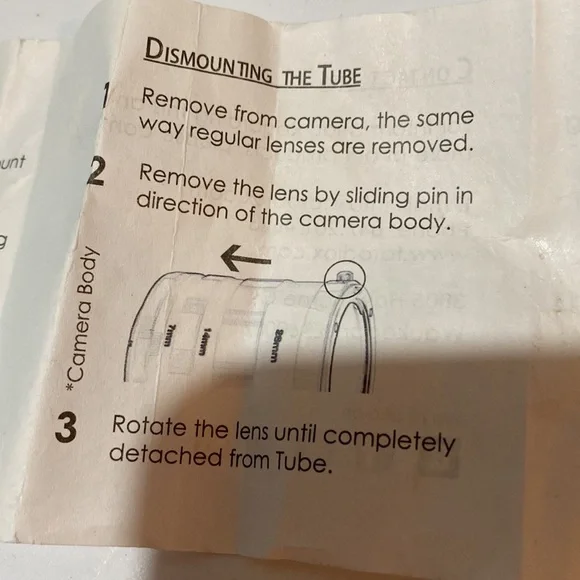 DISMOUNTING THE TUBE
1 Remove from camera, the same
way regular lenses are removed.
2 Remove the lens by sliding pin in
direction of the camera body.
*Camera Body
7mm
14mm
28mm
3 Rotate the lens until completely
detached from Tube.
unt
g